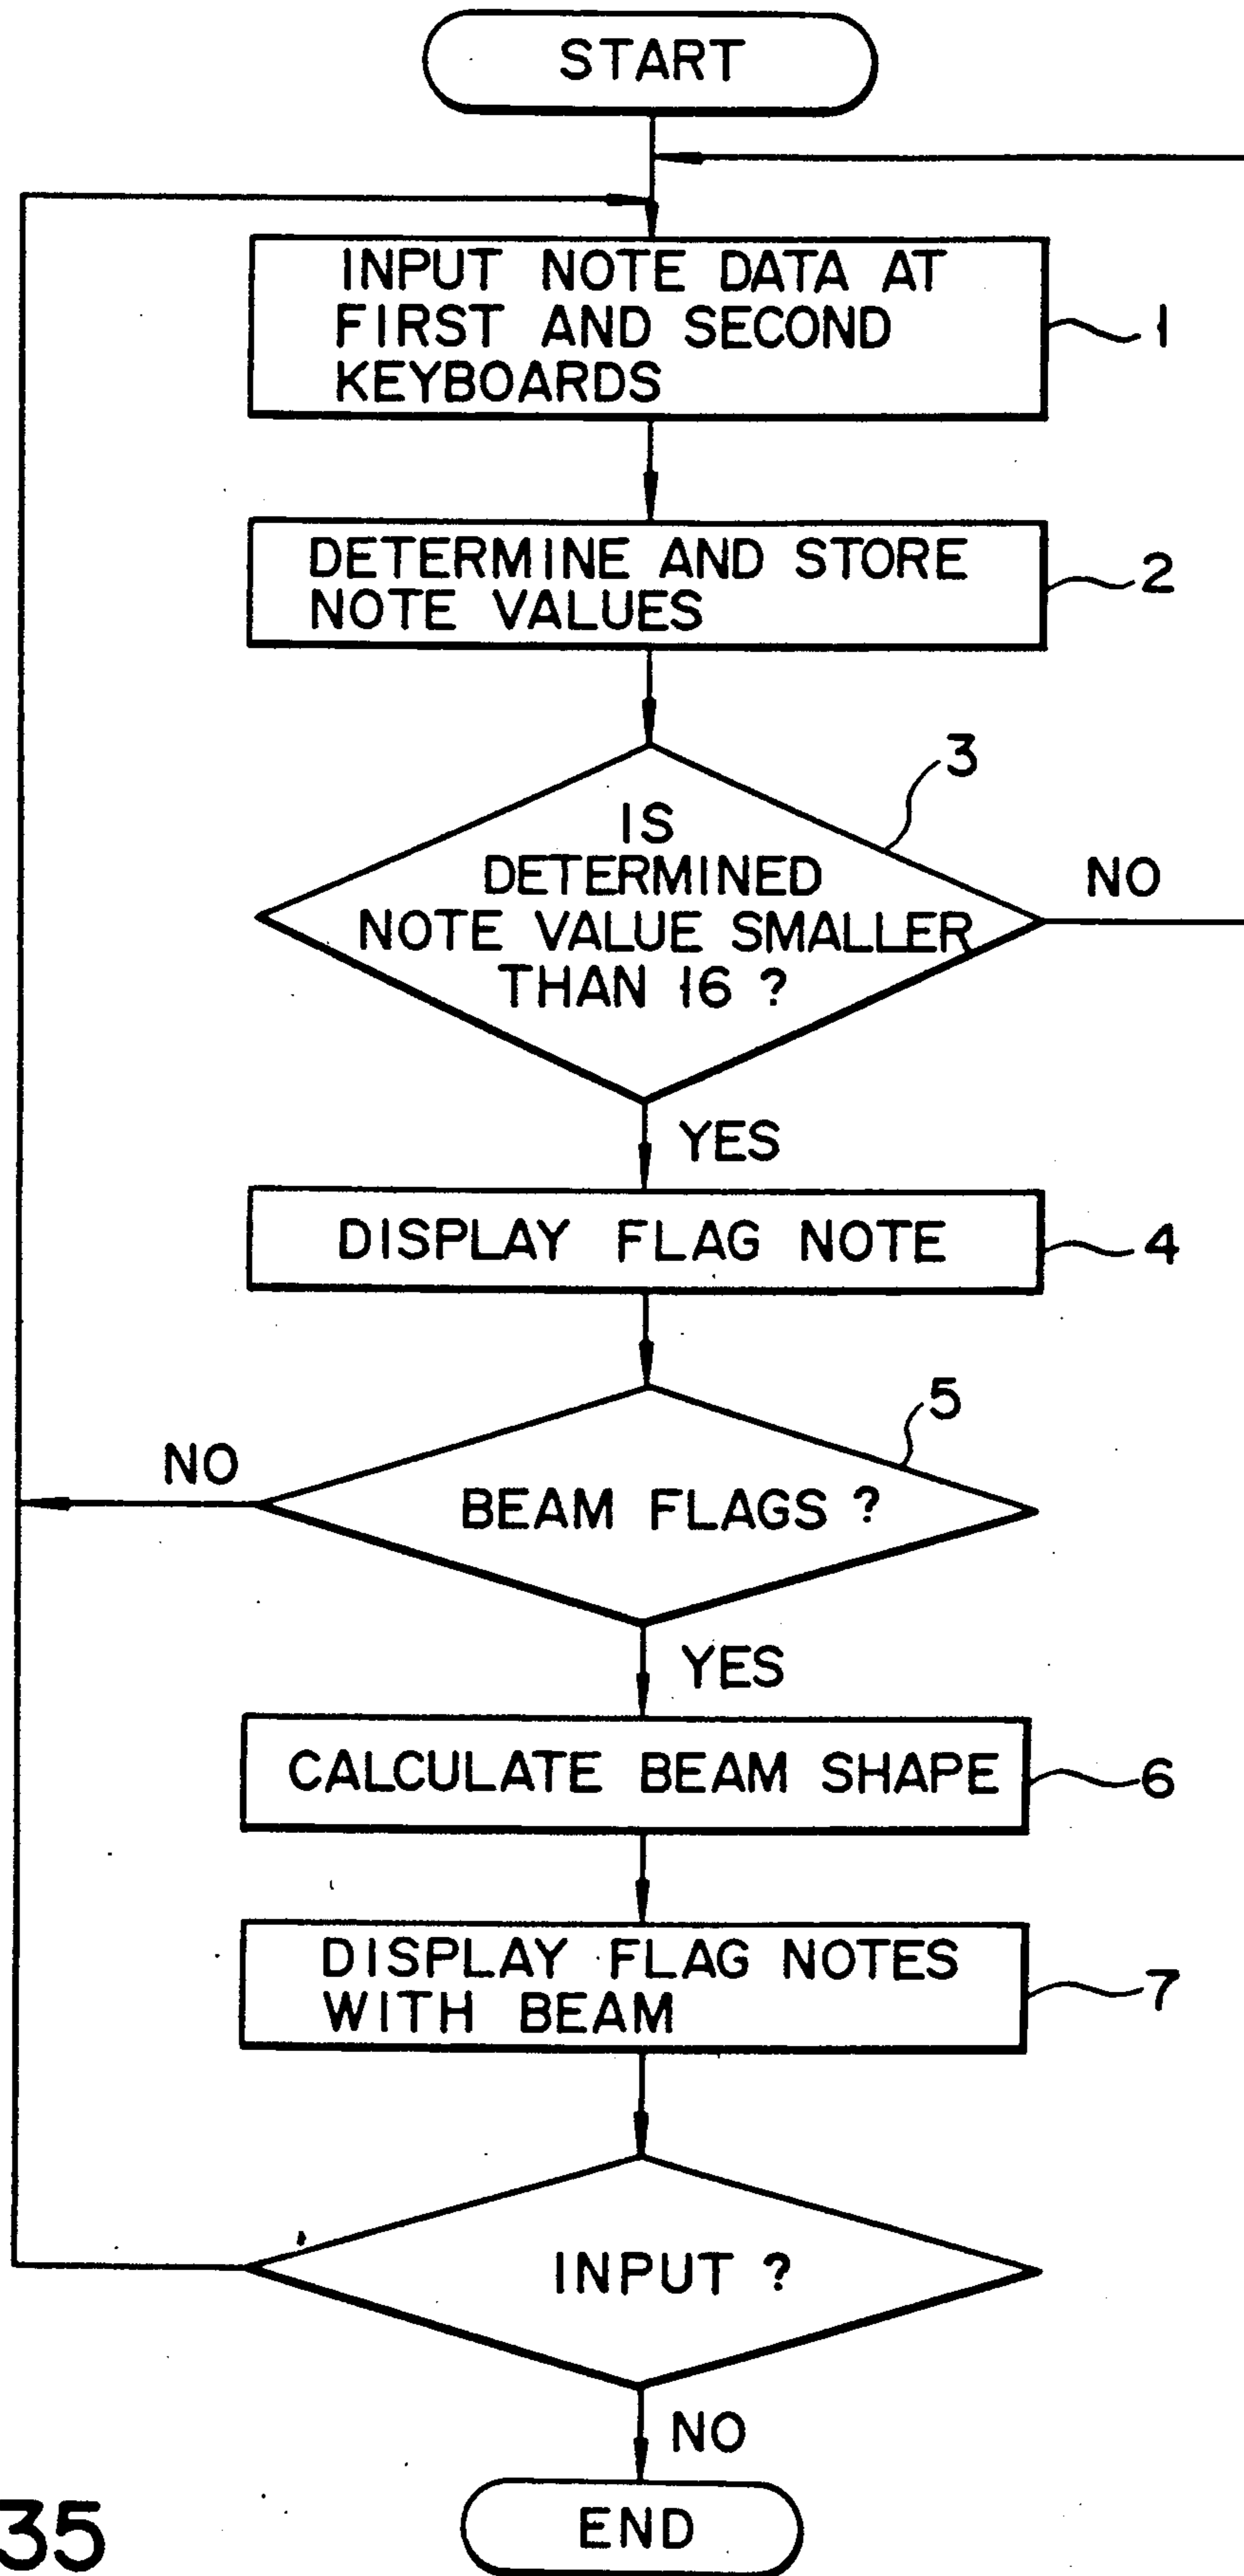 START
INPUT NOTE DATA AT
FIRST AND SECOND
KEYBOARDS
1
DETERMINE AND STORE
NOTE VALUES
2
3
IS
DETERMINED
NOTE VALUE SMALLER
THAN 16 ?
NO
YES
DISPLAY FLAG NOTE
4
5
NO
BEAM FLAGS ?
YES
CALCULATE BEAM SHAPE
6
DISPLAY FLAG NOTES
WITH BEAM
7
INPUT ?
NO
END
35